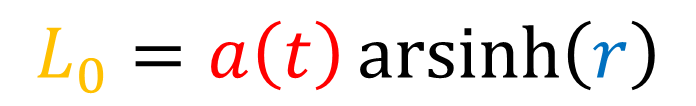 L₀ = a(t) arsinh(r)